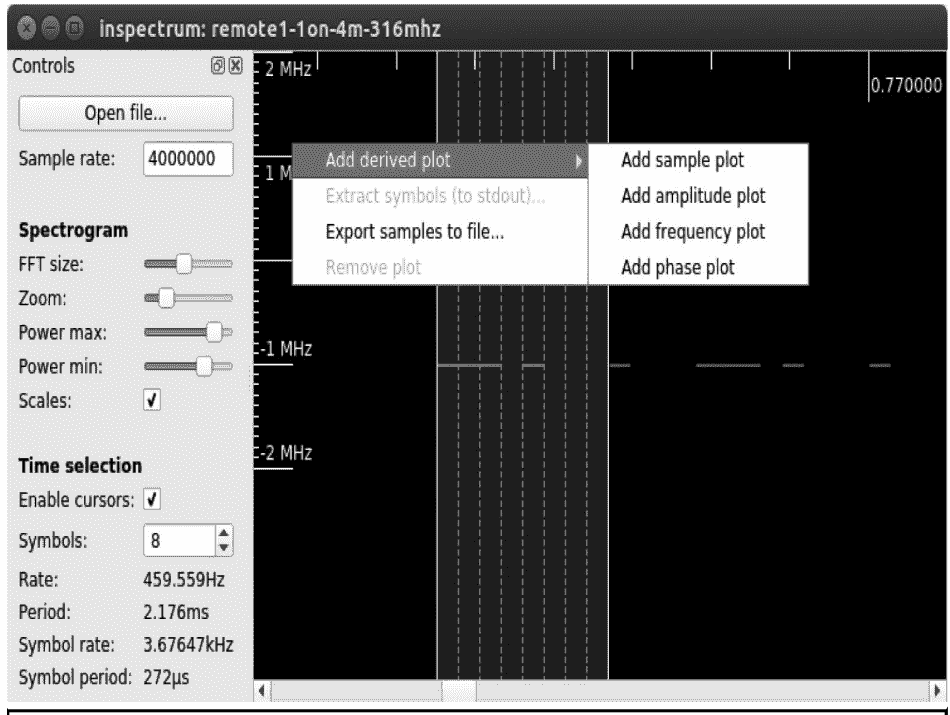 inspectrum: remote1-1on-4m-316mhz
Controls
Open file...
Sample rate: 4000000
Spectrogram
FFT size:
Zoom:
Power max:
Power min:
Scales:
Time selection
Enable cursors:
Symbols: 8
Rate: 459.559Hz
Period: 2.176ms
Symbol rate: 3.67647kHz
Symbol period: 272µs
2 MHz
0.770000
1 M
-1 MHz
-2 MHz
Add derived plot
Extract symbols (to stdout)...
Export samples to file...
Remove plot
Add sample plot
Add amplitude plot
Add frequency plot
Add phase plot